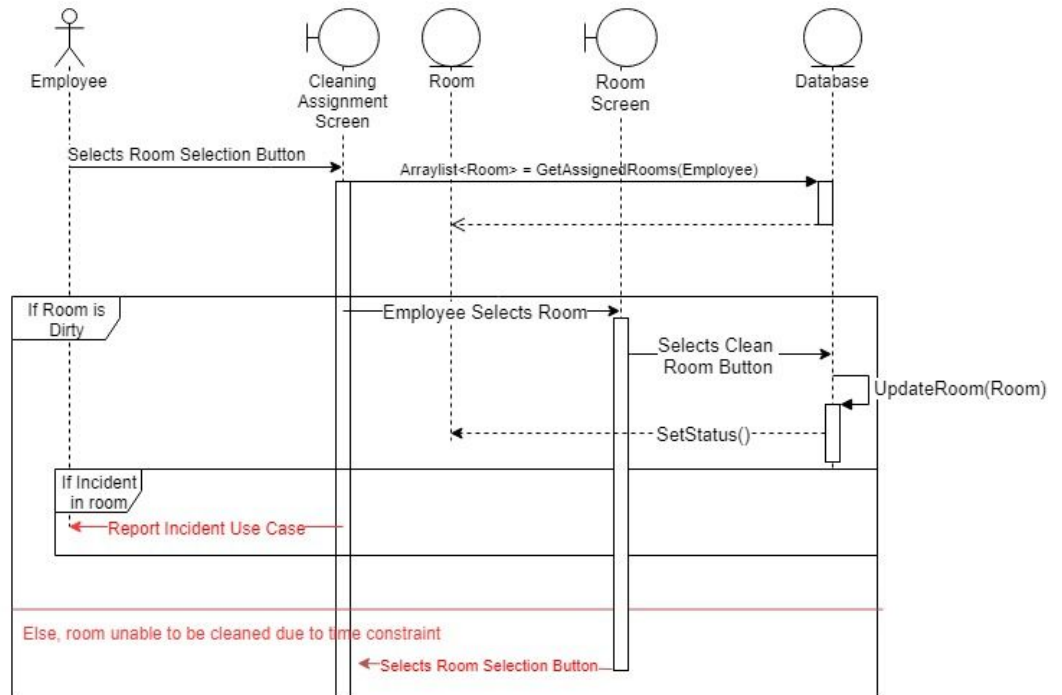 Employee
Cleaning
Assignment
Screen
Room
Room
Screen
Database
Selects Room Selection Button
Arraylist<Room> = GetAssignedRooms(Employee)
If Room is
Dirty
Employee Selects Room
Selects Clean
Room Button
UpdateRoom(Room)
SetStatus()
If Incident
in room
Report Incident Use Case
Else, room unable to be cleaned due to time constraint
Selects Room Selection Button